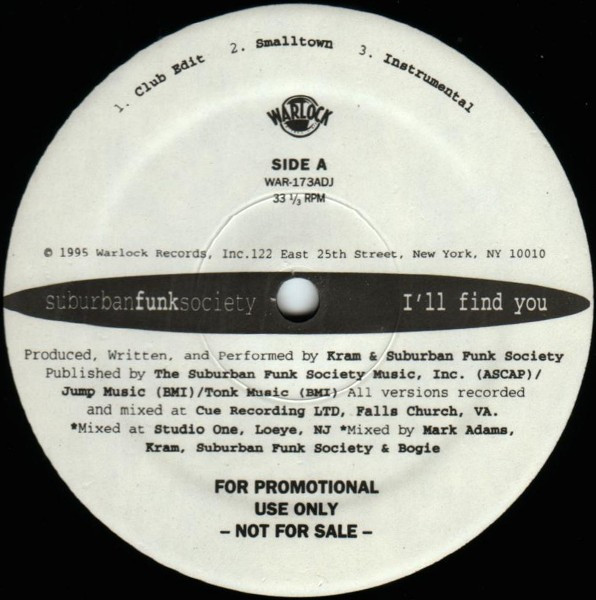 1. Club Edit 2. Smalltown 3. Instrumental
WARLOCK
SIDE A
WAR-173ADJ
33 1/3 RPM
© 1995 Warlock Records, Inc.122 East 25th Street, New York, NY 10010
suburbanfunksociety I'll find you
Produced, Written, and Performed by Kram & Suburban Funk Society
Published by The Suburban Funk Society Music, Inc. (ASCAP)/
Jump Music (BMI)/Tonk Music (BMI) All versions recorded
and mixed at Cue Recording LTD, Falls Church, VA.
*Mixed at Studio One, Loeye, NJ *Mixed by Mark Adams,
Kram, Suburban Funk Society & Bogie
FOR PROMOTIONAL
USE ONLY
– NOT FOR SALE –